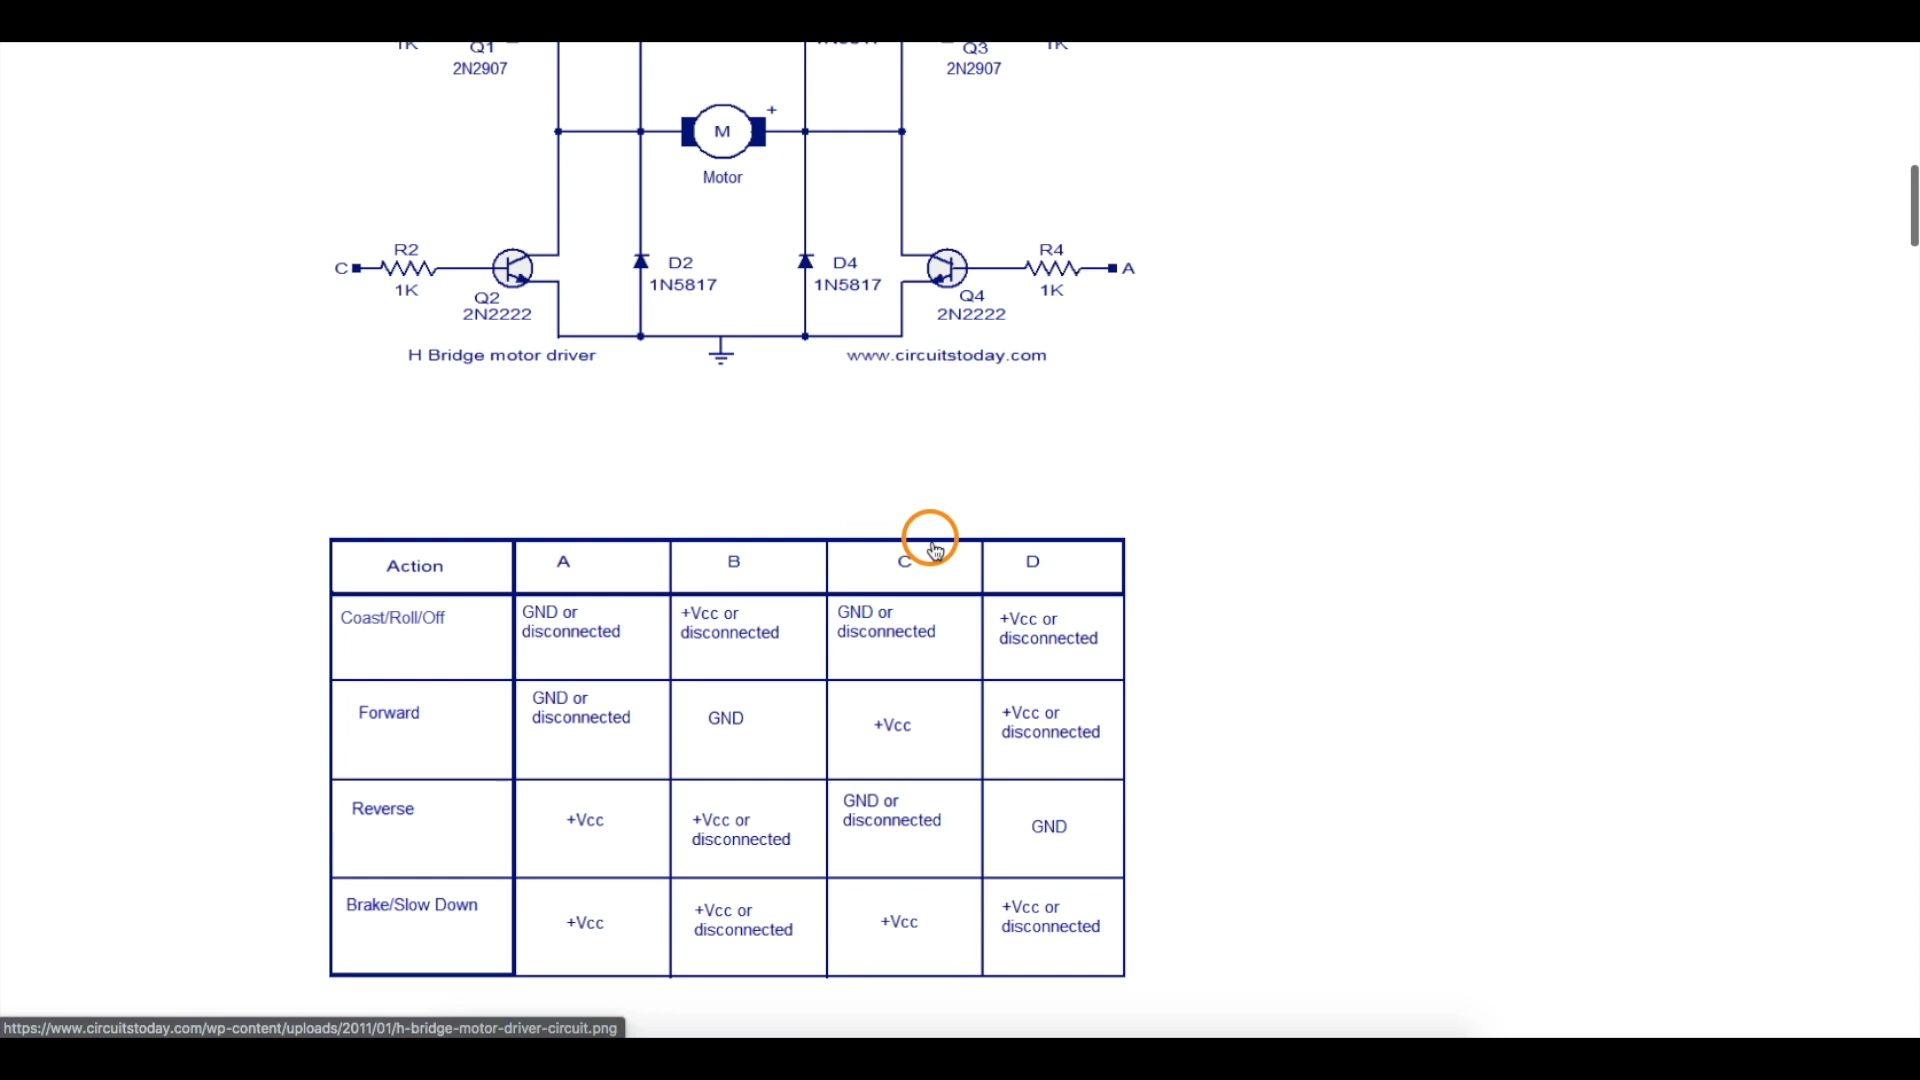 1K Q1 Q3 1K
2N2907 2N2907
+
M
Motor
R2 R4
C D2 D4 A
1K 1N5817 1N5817 1K
Q2 Q4
2N2222 2N2222
H Bridge motor driver www.circuitstoday.com
Action A B C D
Coast/Roll/Off
GND or
disconnected
+Vcc or
disconnected
GND or
disconnected
+Vcc or
disconnected
Forward
GND or
disconnected
GND
+Vcc
+Vcc or
disconnected
Reverse
+Vcc
+Vcc or
disconnected
GND or
disconnected
GND
Brake/Slow Down
+Vcc
+Vcc or
disconnected
+Vcc
+Vcc or
disconnected
https://www.circuitstoday.com/wp-content/uploads/2011/01/h-bridge-motor-driver-circuit.png